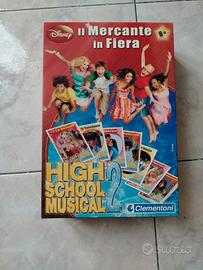 Disney
Il Mercante
in Fiera
8+
HIGH
SCHOOL
MUSICAL 2
Clementoni
subito